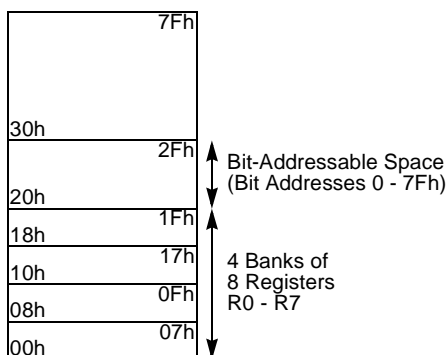 7Fh
30h
2Fh
20h
Bit-Addressable Space
(Bit Addresses 0 - 7Fh)
1Fh
18h
17h
10h
0Fh
08h
07h
00h
4 Banks of
8 Registers
R0 - R7